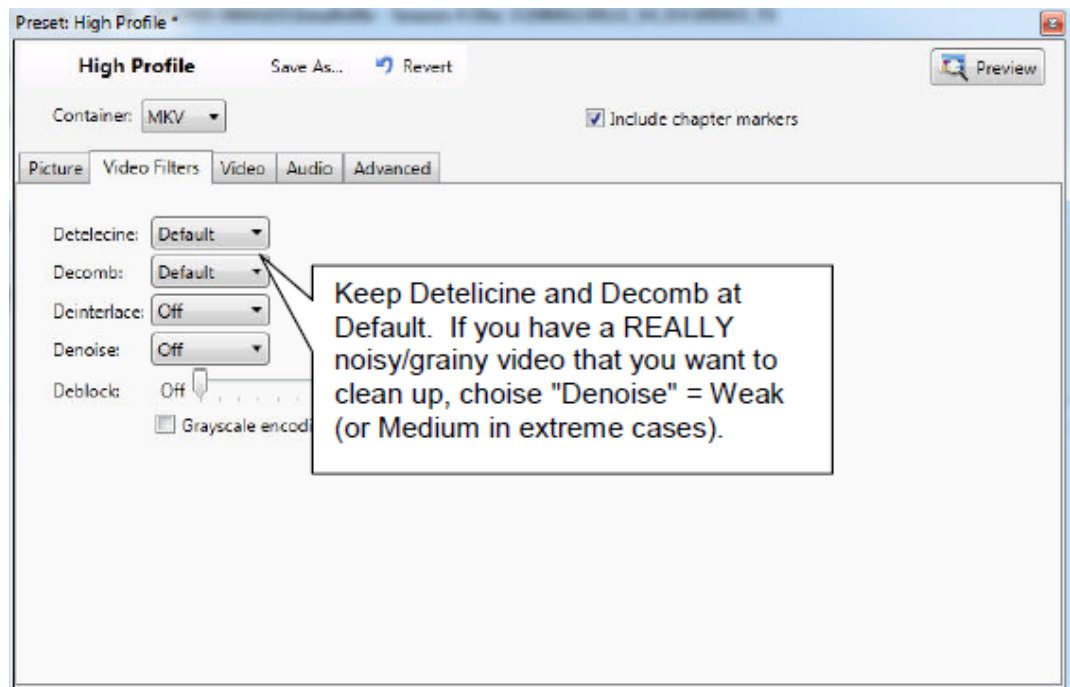 Preset: High Profile *
High Profile Save As... Revert Preview
Container: MKV Include chapter markers
Picture Video Filters Video Audio Advanced
Detelecine: Default
Decomb: Default
Deinterlace: Off
Denoise: Off
Deblock: Off
Grayscale encodi
Keep Detelicine and Decomb at
Default. If you have a REALLY
noisy/grainy video that you want to
clean up, choise "Denoise" = Weak
(or Medium in extreme cases).